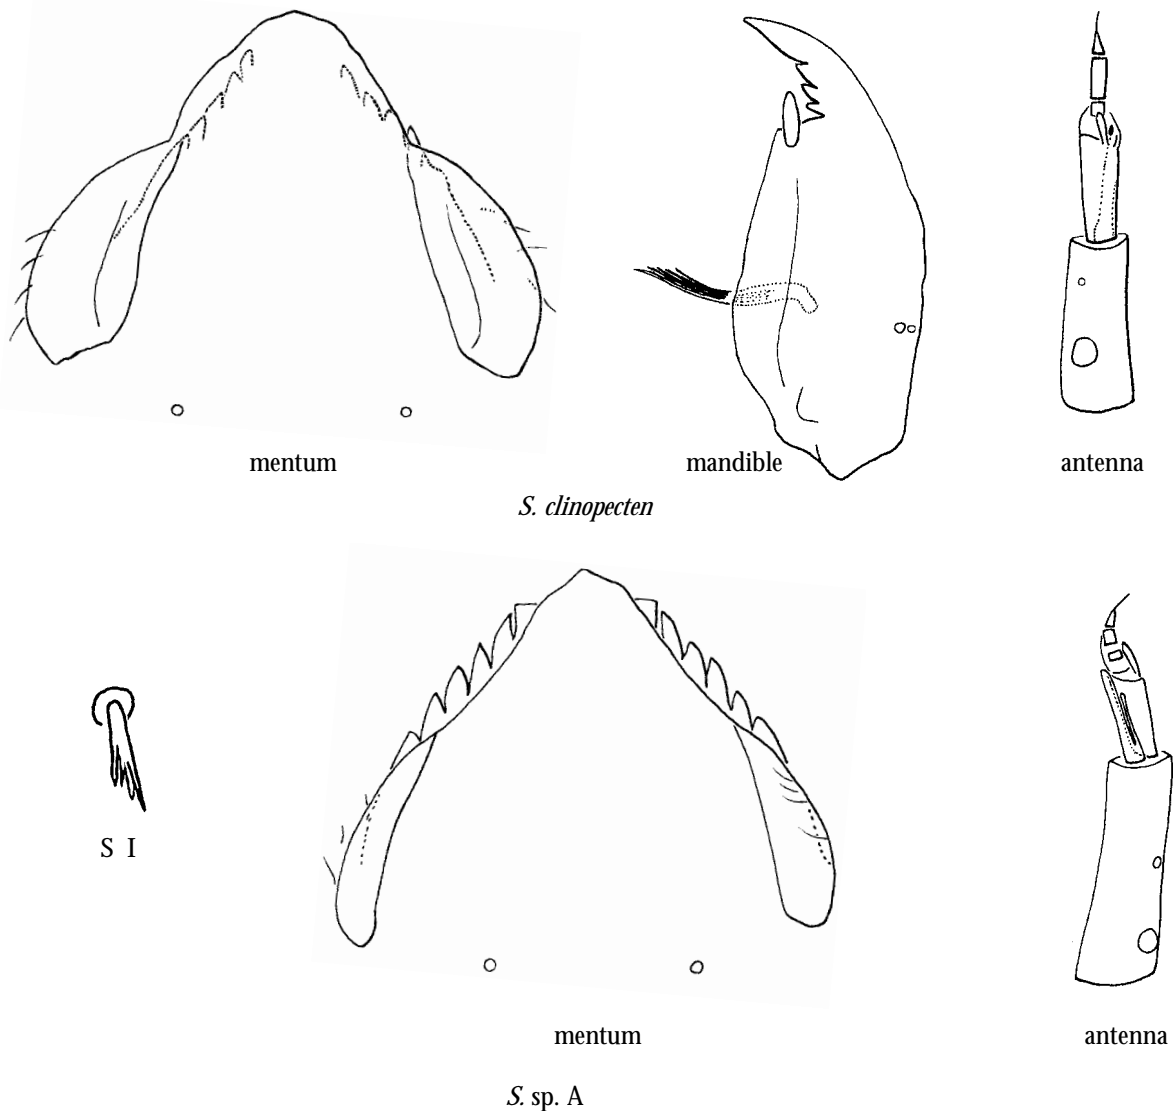 mentum mandible antenna
S. clinopecten
S I
mentum antenna
S. sp. A